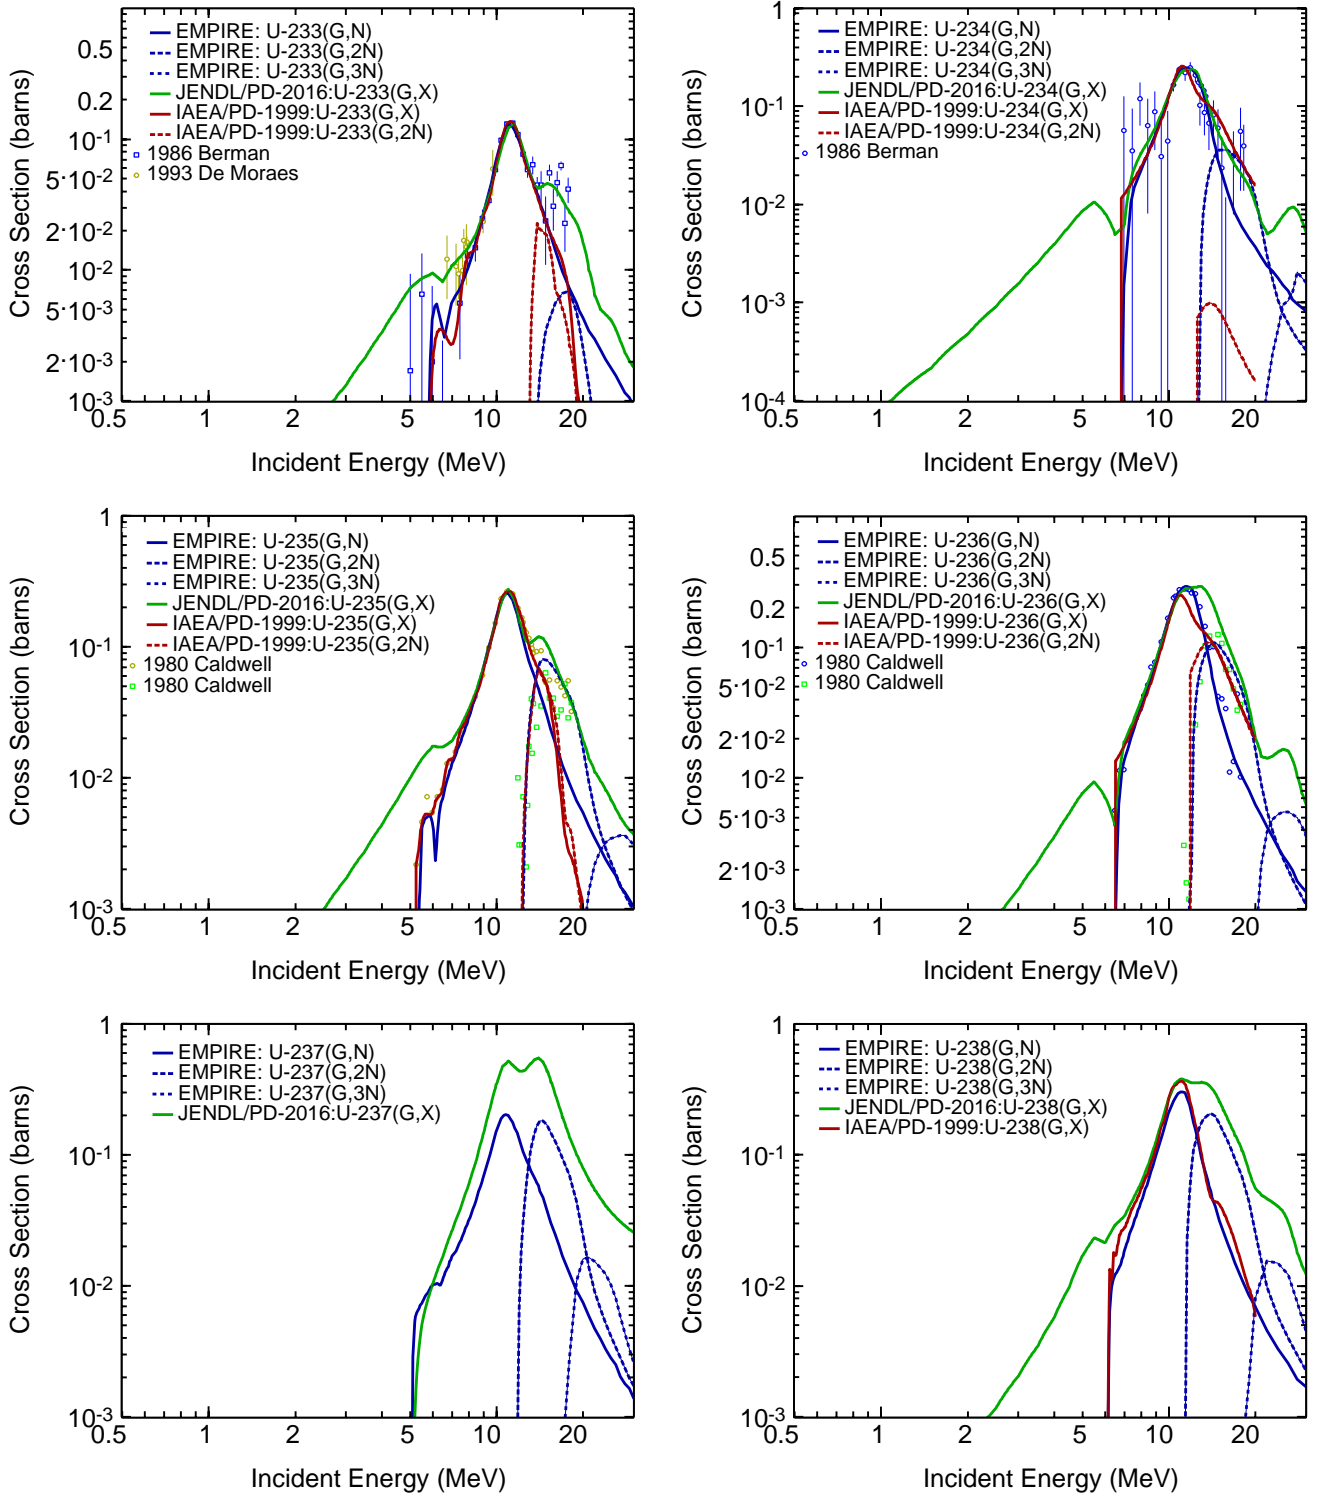 Cross Section (barns)
0.5
0.2
10-1
5·10-2
2·10-2
10-2
5·10-3
2·10-3
10-3
EMPIRE: U-233(G,N)
EMPIRE: U-233(G,2N)
EMPIRE: U-233(G,3N)
JENDL/PD-2016:U-233(G,X)
IAEA/PD-1999:U-233(G,X)
IAEA/PD-1999:U-233(G,2N)
1986 Berman
1993 De Moraes
0.5 1 2 5 10 20
Incident Energy (MeV)
Cross Section (barns)
1
10-1
10-2
10-3
10-4
EMPIRE: U-234(G,N)
EMPIRE: U-234(G,2N)
EMPIRE: U-234(G,3N)
JENDL/PD-2016:U-234(G,X)
IAEA/PD-1999:U-234(G,X)
IAEA/PD-1999:U-234(G,2N)
1986 Berman
0.5 1 2 5 10 20
Incident Energy (MeV)
Cross Section (barns)
1
10-1
10-2
10-3
EMPIRE: U-235(G,N)
EMPIRE: U-235(G,2N)
EMPIRE: U-235(G,3N)
JENDL/PD-2016:U-235(G,X)
IAEA/PD-1999:U-235(G,X)
IAEA/PD-1999:U-235(G,2N)
1980 Caldwell
1980 Caldwell
0.5 1 2 5 10 20
Incident Energy (MeV)
Cross Section (barns)
0.5
0.2
10-1
5·10-2
2·10-2
10-2
5·10-3
2·10-3
10-3
EMPIRE: U-236(G,N)
EMPIRE: U-236(G,2N)
EMPIRE: U-236(G,3N)
JENDL/PD-2016:U-236(G,X)
IAEA/PD-1999:U-236(G,X)
IAEA/PD-1999:U-236(G,2N)
1980 Caldwell
1980 Caldwell
0.5 1 2 5 10 20
Incident Energy (MeV)
Cross Section (barns)
1
10-1
10-2
10-3
EMPIRE: U-237(G,N)
EMPIRE: U-237(G,2N)
EMPIRE: U-237(G,3N)
JENDL/PD-2016:U-237(G,X)
0.5 1 2 5 10 20
Incident Energy (MeV)
Cross Section (barns)
1
10-1
10-2
10-3
EMPIRE: U-238(G,N)
EMPIRE: U-238(G,2N)
EMPIRE: U-238(G,3N)
JENDL/PD-2016:U-238(G,X)
IAEA/PD-1999:U-238(G,X)
0.5 1 2 5 10 20
Incident Energy (MeV)